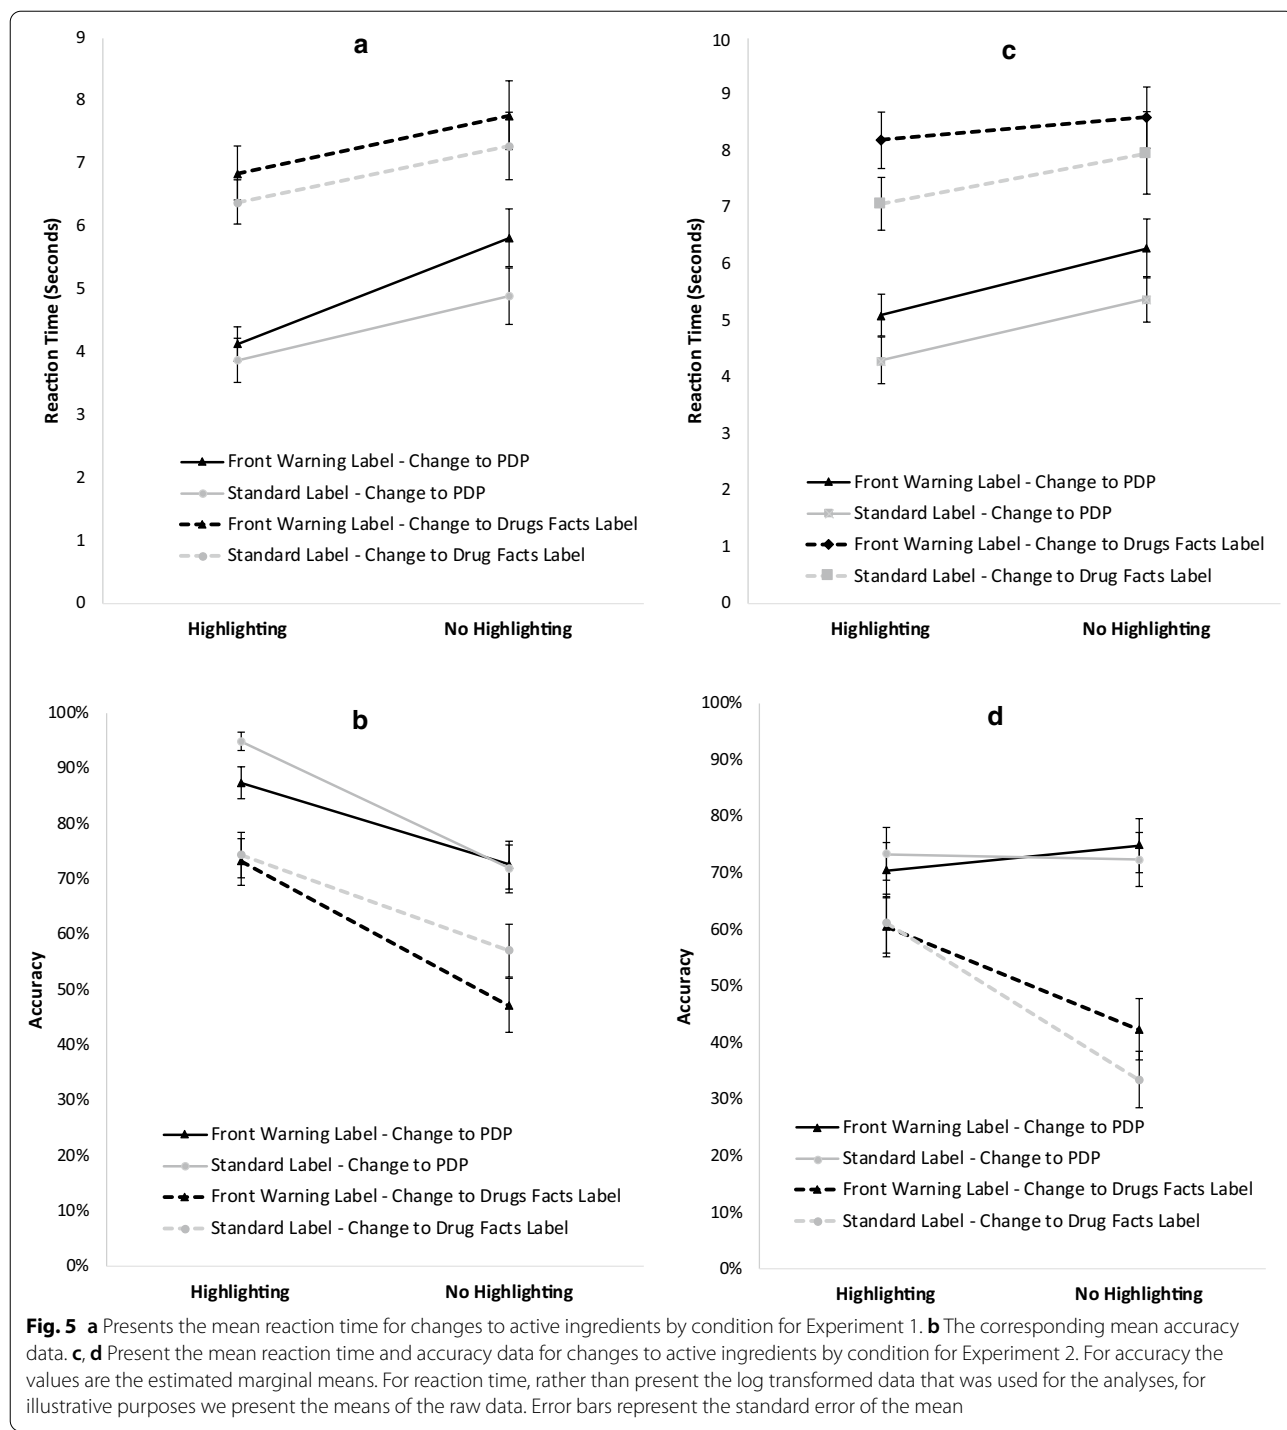 a
9
8
7
6
5
4
3
2
1
0
Reaction Time (Seconds)
Front Warning Label - Change to PDP
Standard Label - Change to PDP
Front Warning Label - Change to Drugs Facts Label
Standard Label - Change to Drug Facts Label
Highlighting
No Highlighting
c
10
9
8
7
6
5
4
3
2
1
0
Reaction Time (Seconds)
Front Warning Label - Change to PDP
Standard Label - Change to PDP
Front Warning Label - Change to Drugs Facts Label
Standard Label - Change to Drug Facts Label
Highlighting
No Highlighting
b
100%
90%
80%
70%
60%
50%
40%
30%
20%
10%
0%
Accuracy
Front Warning Label - Change to PDP
Standard Label - Change to PDP
Front Warning Label - Change to Drugs Facts Label
Standard Label - Change to Drug Facts Label
Highlighting
No Highlighting
d
100%
90%
80%
70%
60%
50%
40%
30%
20%
10%
0%
Accuracy
Front Warning Label - Change to PDP
Standard Label - Change to PDP
Front Warning Label - Change to Drugs Facts Label
Standard Label - Change to Drug Facts Label
Highlighting
No Highlighting
Fig. 5 a Presents the mean reaction time for changes to active ingredients by condition for Experiment 1. b The corresponding mean accuracy
data. c, d Present the mean reaction time and accuracy data for changes to active ingredients by condition for Experiment 2. For accuracy the
values are the estimated marginal means. For reaction time, rather than present the log transformed data that was used for the analyses, for
illustrative purposes we present the means of the raw data. Error bars represent the standard error of the mean